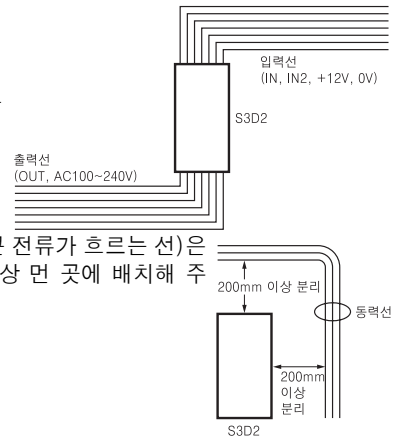 입력선
(IN, IN2, +12V, 0V)
S3D2
출력선
(OUT, AC100~240V)
전류가 흐르는 선)은
상 먼 곳에 배치해 주
200mm 이상 분리
동력선
200mm
이상
분리
S3D2